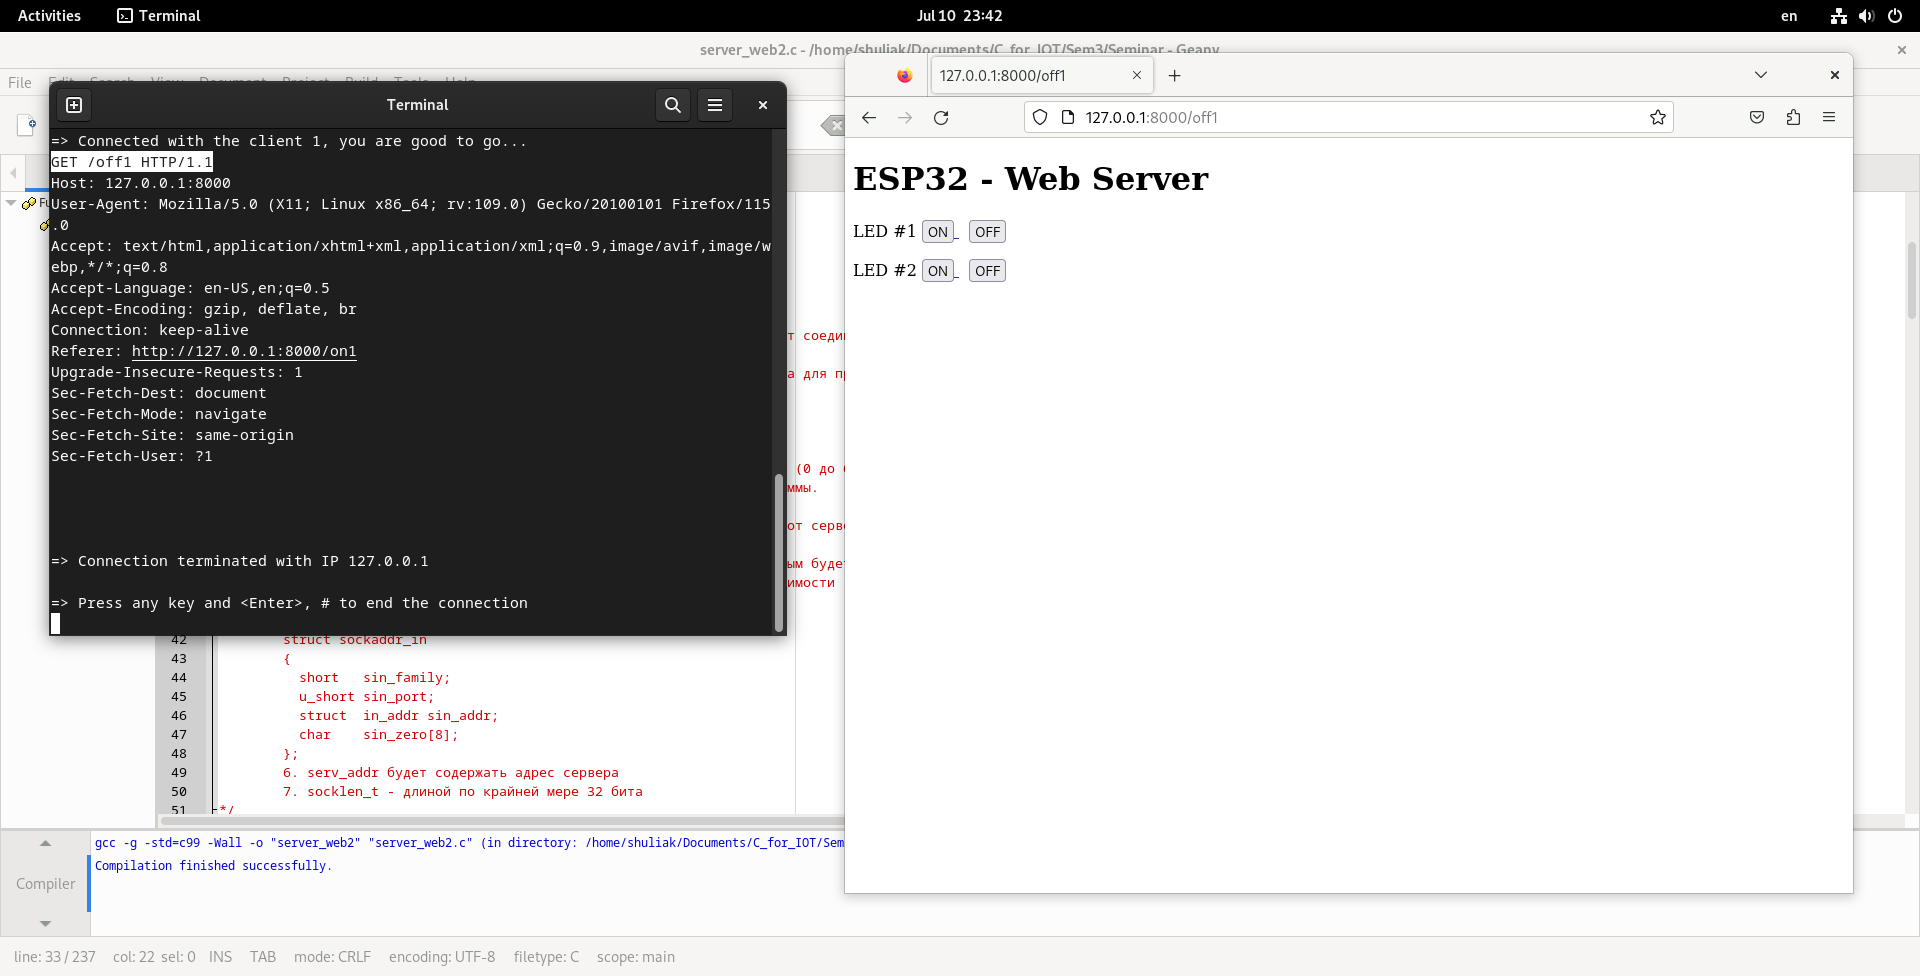 Activities
Terminal
Jul 10 23:42
en
server_web2.c - /home/shuliak/Documents/C_for_IOT/Sem3/Seminar - Geany
File Edit Search View Document Project Build Tools Help
Terminal
=> Connected with the client 1, you are good to go...
GET /off1 HTTP/1.1
Host: 127.0.0.1:8000
User-Agent: Mozilla/5.0 (X11; Linux x86_64; rv:109.0) Gecko/20100101 Firefox/115
.0
Accept: text/html,application/xhtml+xml,application/xml;q=0.9,image/avif,image/w
ebp,*/*;q=0.8
Accept-Language: en-US,en;q=0.5
Accept-Encoding: gzip, deflate, br
Connection: keep-alive
Referer: http://127.0.0.1:8000/on1
Upgrade-Insecure-Requests: 1
Sec-Fetch-Dest: document
Sec-Fetch-Mode: navigate
Sec-Fetch-Site: same-origin
Sec-Fetch-User: ?1
=> Connection terminated with IP 127.0.0.1
=> Press any key and <Enter>, # to end the connection
127.0.0.1:8000/off1
127.0.0.1:8000/off1
ESP32 - Web Server
LED #1 ON OFF
LED #2 ON OFF
а для
(0 до
ммы.
от
ым
имости
42 struct sockaddr_in
43 {
44 short sin_family;
45 u_short sin_port;
46 struct in_addr sin_addr;
47 char sin_zero[8];
48 };
49 6. serv_addr будет содержать адрес сервера
50 7. socklen_t - длиной по крайней мере 32 бита
51 */
Compiler
gcc -g -std=c99 -Wall -o "server_web2" "server_web2.c" (in directory: /home/shuliak/Documents/C_for_IOT/Sem
Compilation finished successfully.
line: 33 / 237 col: 22 sel: 0 INS TAB mode: CRLF encoding: UTF-8 filetype: C scope: main